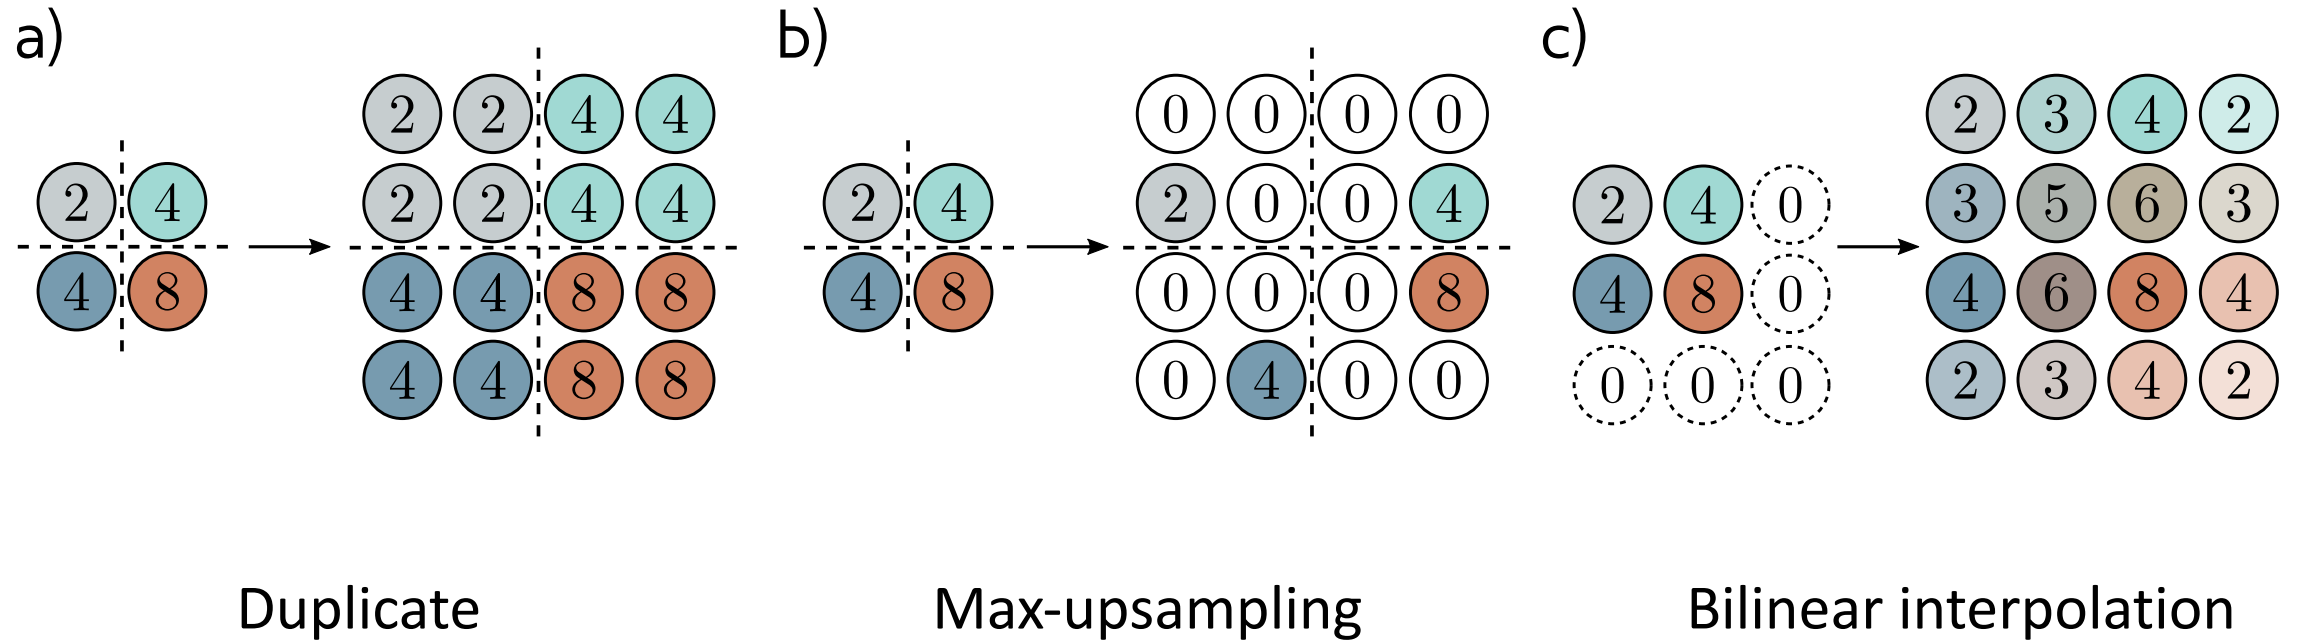 a)
2 4
4 8
2 2 4 4
2 2 4 4
4 4 8 8
4 4 8 8
Duplicate
b)
2 4
4 8
0 0 0 0
2 0 0 4
0 0 0 8
0 4 0 0
Max-upsampling
c)
2 4 0
4 8 0
0 0 0
2 3 4 2
3 5 6 3
4 6 8 4
2 3 4 2
Bilinear interpolation